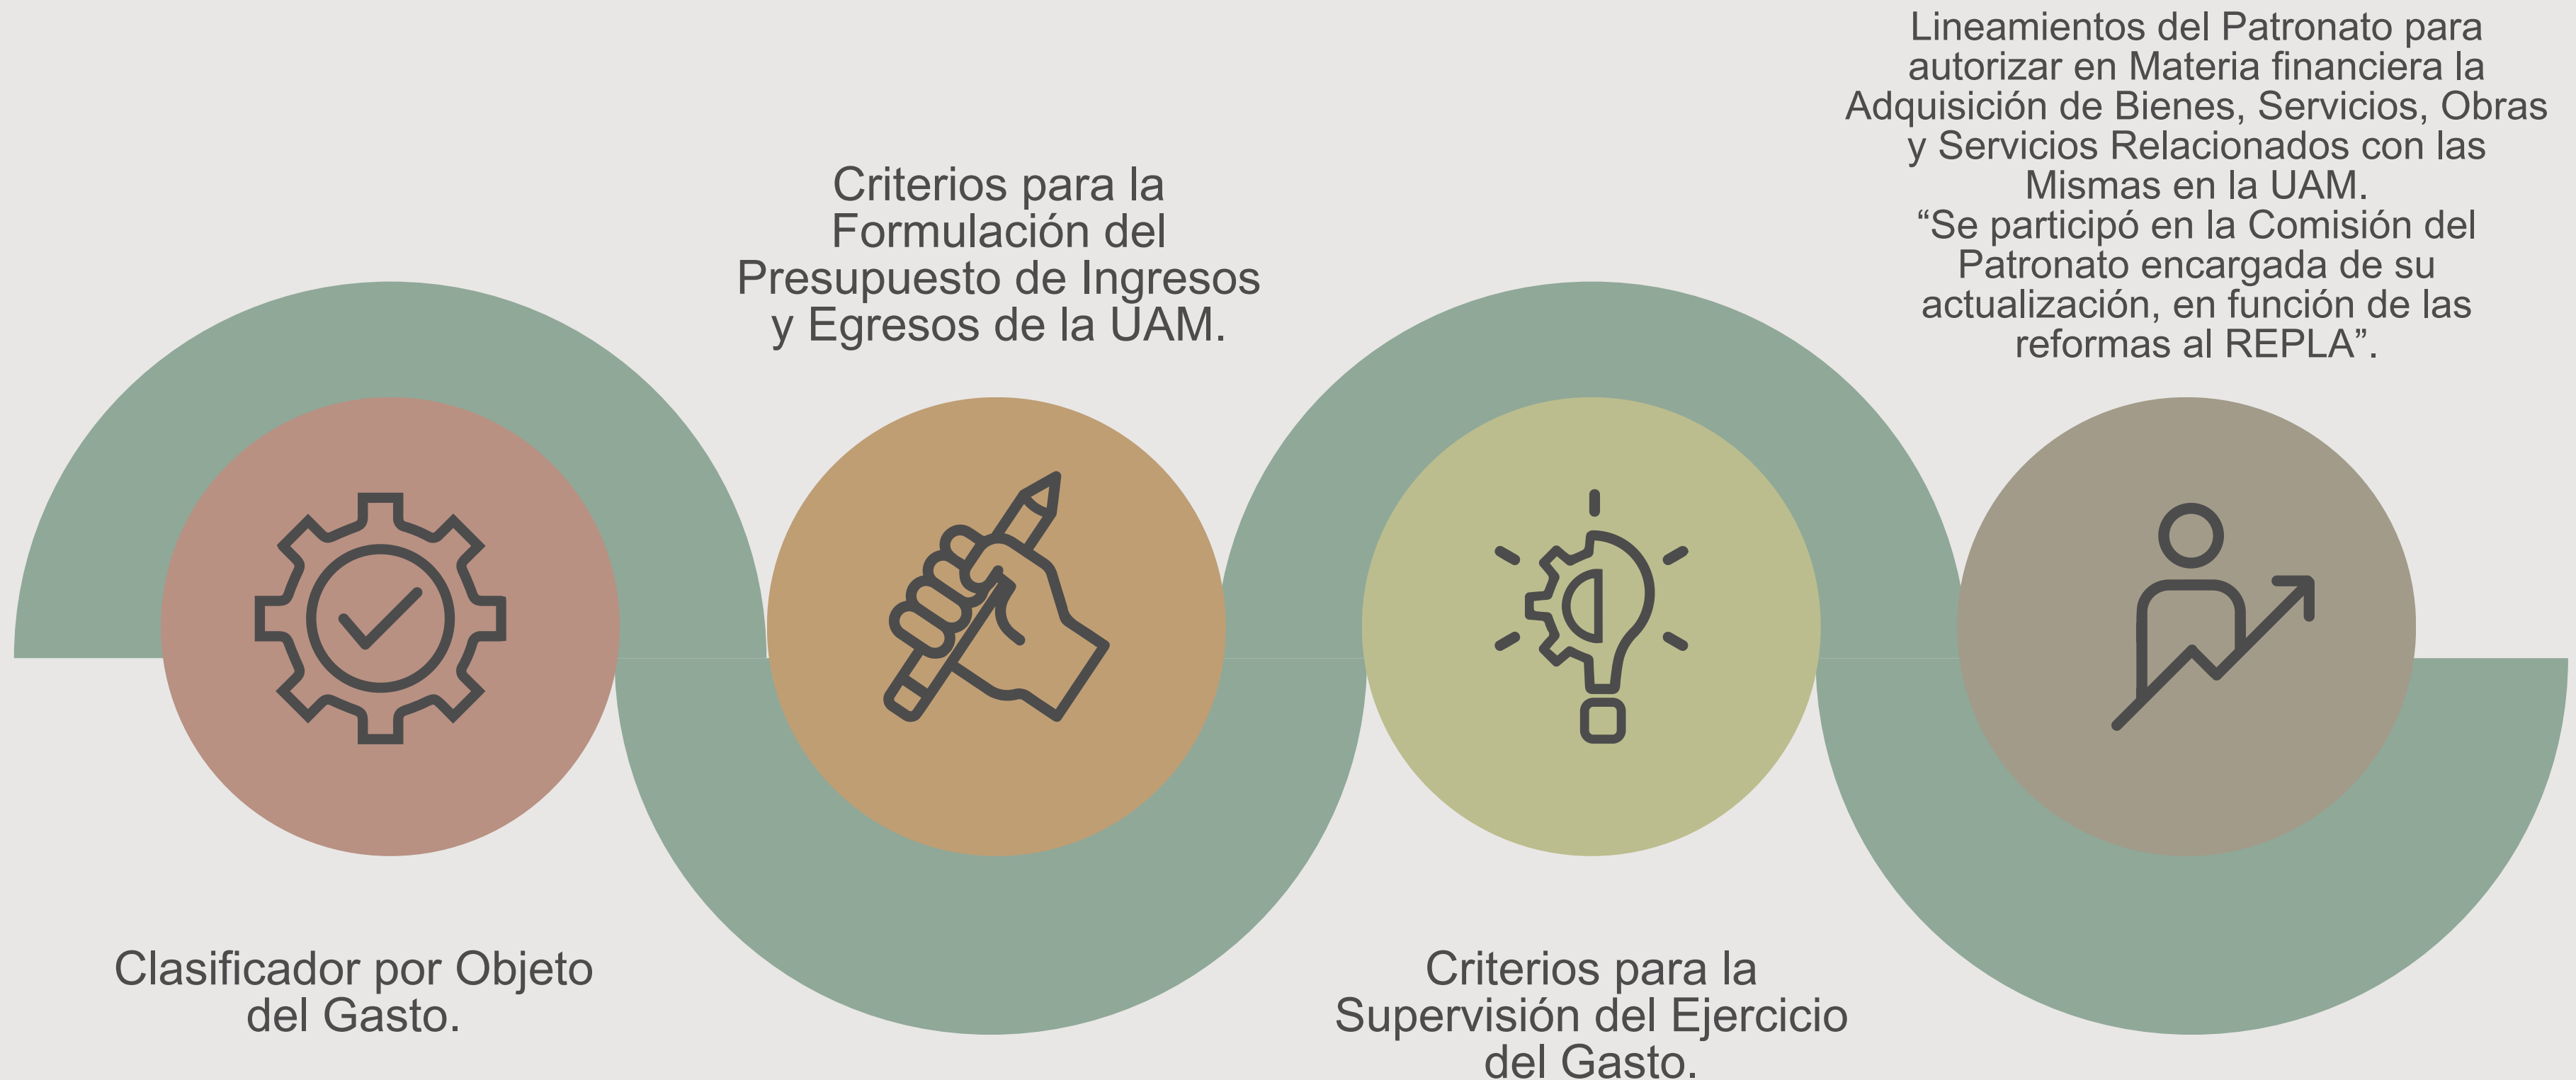 Clasificador por Objeto
del Gasto.
Criterios para la
Formulación del
Presupuesto de Ingresos
y Egresos de la UAM.
Criterios para la
Supervisión del Ejercicio
del Gasto.
Lineamientos del Patronato para
autorizar en Materia financiera la
Adquisición de Bienes, Servicios, Obras
y Servicios Relacionados con las
Mismas en la UAM.
“Se participó en la Comisión del
Patronato encargada de su
actualización, en función de las
reformas al REPLA”.